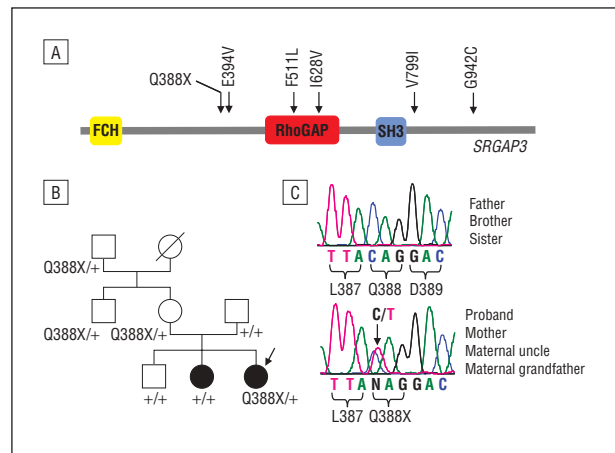 A
Q388X
E394V
F511L
I628V
V799I
G942C
FCH
RhoGAP
SH3
SRGAP3
B
Q388X/+
Q388X/+ Q388X/+ +/+
+/+ +/+ Q388X/+
C
Father
Brother
Sister
T T A C A G G A C
L387 Q388 D389
C/T
Proband
Mother
Maternal uncle
Maternal grandfather
T T A N A G G A C
L387 Q388X